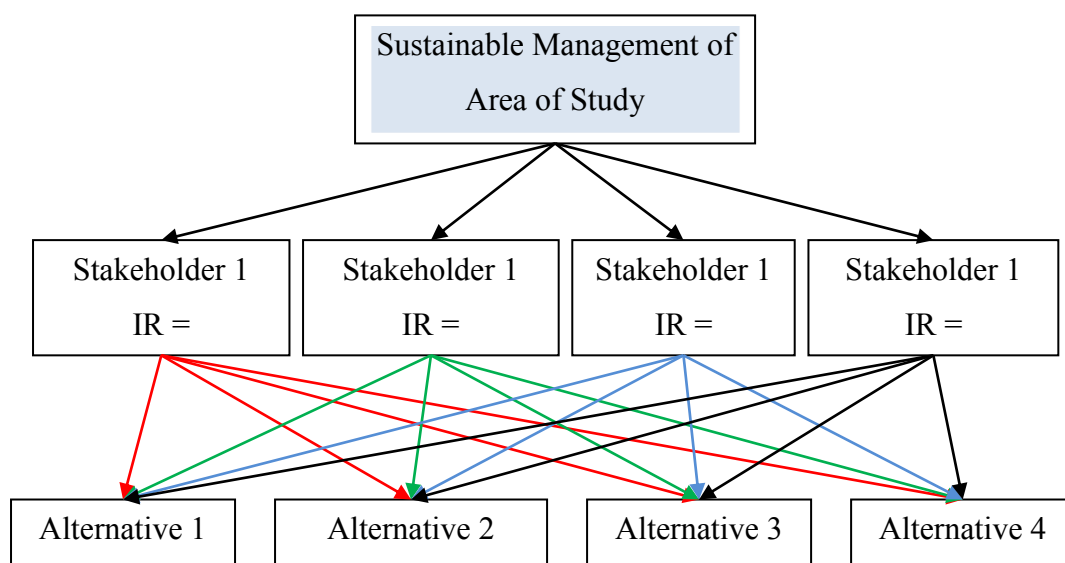 Sustainable Management of
Area of Study
Stakeholder 1
IR =
Stakeholder 1
IR =
Stakeholder 1
IR =
Stakeholder 1
IR =
Alternative 1
Alternative 2
Alternative 3
Alternative 4